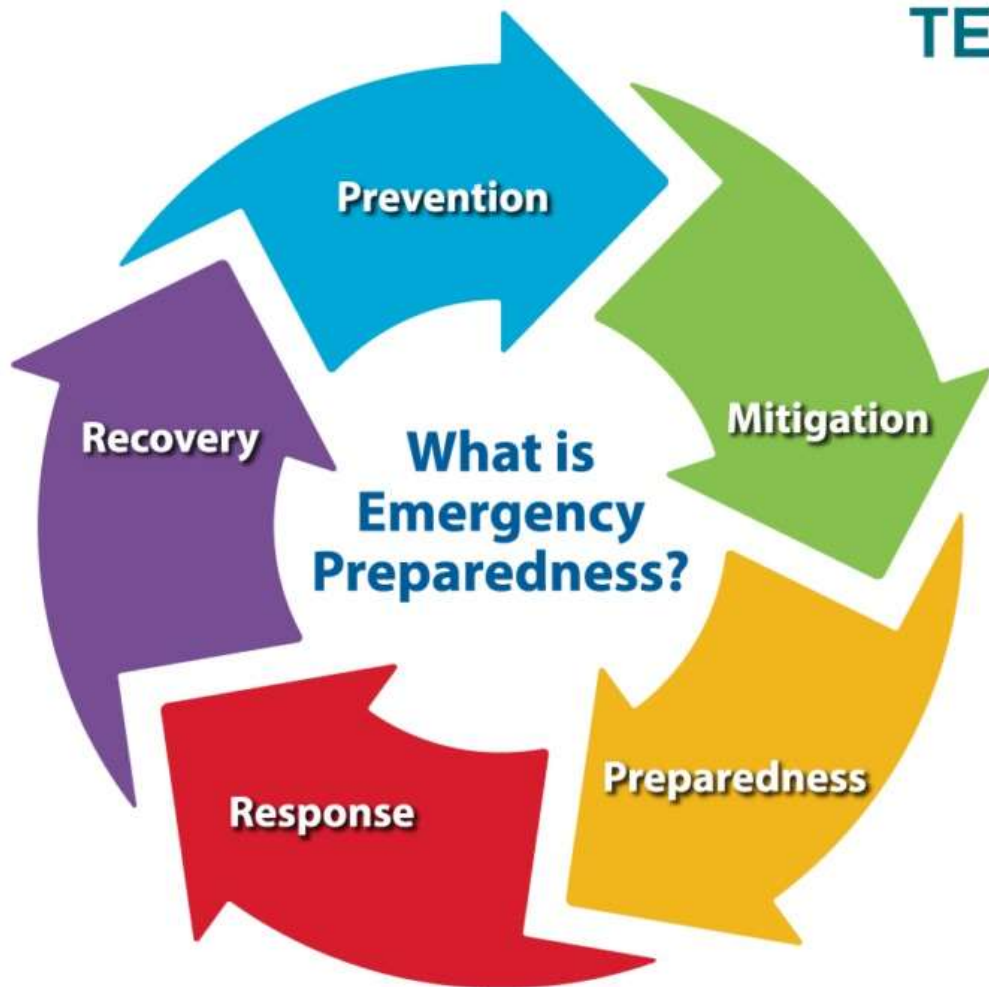 TE
Prevention
Mitigation
Recovery
What is
Emergency
Preparedness?
Preparedness
Response